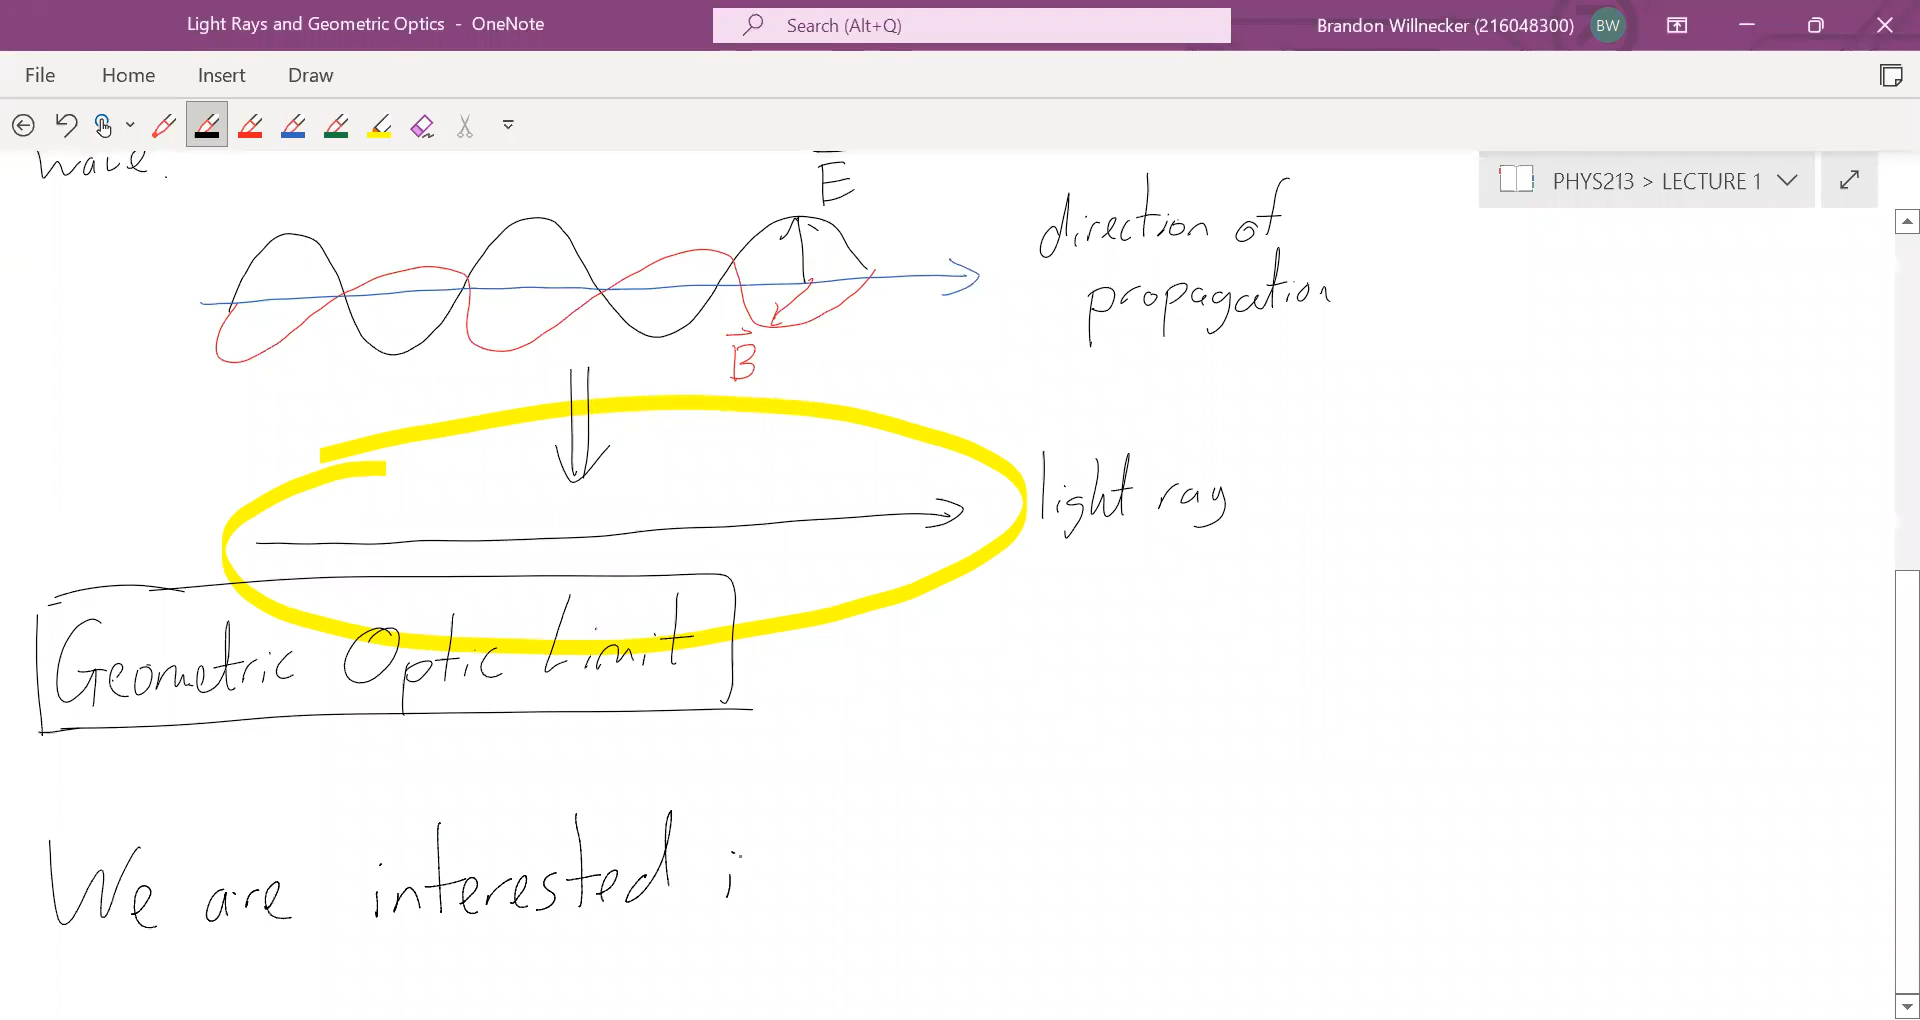 Light Rays and Geometric Optics - OneNote
Search (Alt+Q)
Brandon Willnecker (216048300)
BW
File Home Insert Draw
PHYS213 > LECTURE 1
wave.
E
direction of
propagation
B
light ray
Geometric Optic Limit
We are interested i